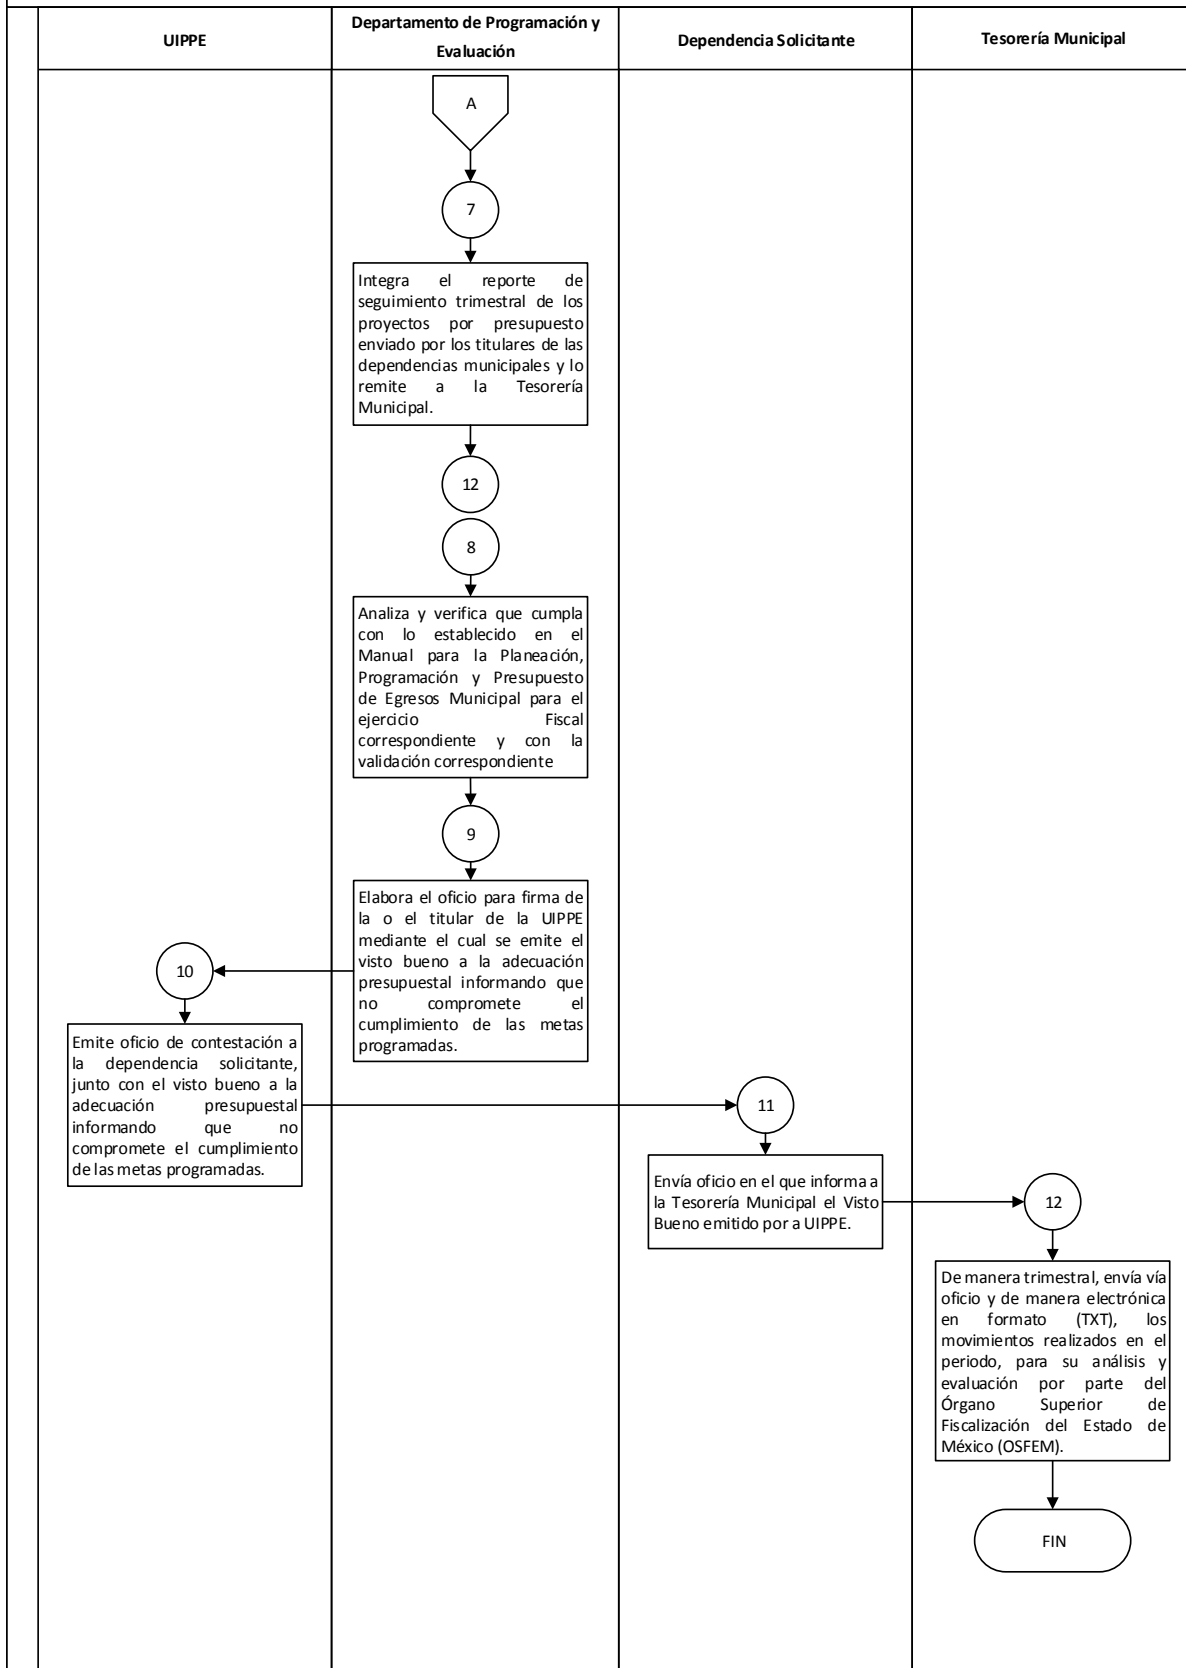 UIPPE
Departamento de Programación y
Evaluación
Dependencia Solicitante
Tesorería Municipal
A
7
Integra el reporte de
seguimiento trimestral de los
proyectos por presupuesto
enviado por los titulares de las
dependencias municipales y lo
remite a la Tesorería
Municipal.
12
8
Analiza y verifica que cumpla
con lo establecido en el
Manual para la Planeación,
Programación y Presupuesto
de Egresos Municipal para el
ejercicio Fiscal
correspondiente y con la
validación correspondiente
9
Elabora el oficio para firma de
la o el titular de la UIPPE
mediante el cual se emite el
visto bueno a la adecuación
presupuestal informando que
no compromete el
cumplimiento de las metas
programadas.
10
Emite oficio de contestación a
la dependencia solicitante,
junto con el visto bueno a la
adecuación presupuestal
informando que no
compromete el cumplimiento
de las metas programadas.
11
Envía oficio en el que informa a
la Tesorería Municipal el Visto
Bueno emitido por a UIPPE.
12
De manera trimestral, envía vía
oficio y de manera electrónica
en formato (TXT), los
movimientos realizados en el
periodo, para su análisis y
evaluación por parte del
Órgano Superior de
Fiscalización del Estado de
México (OSFEM).
FIN